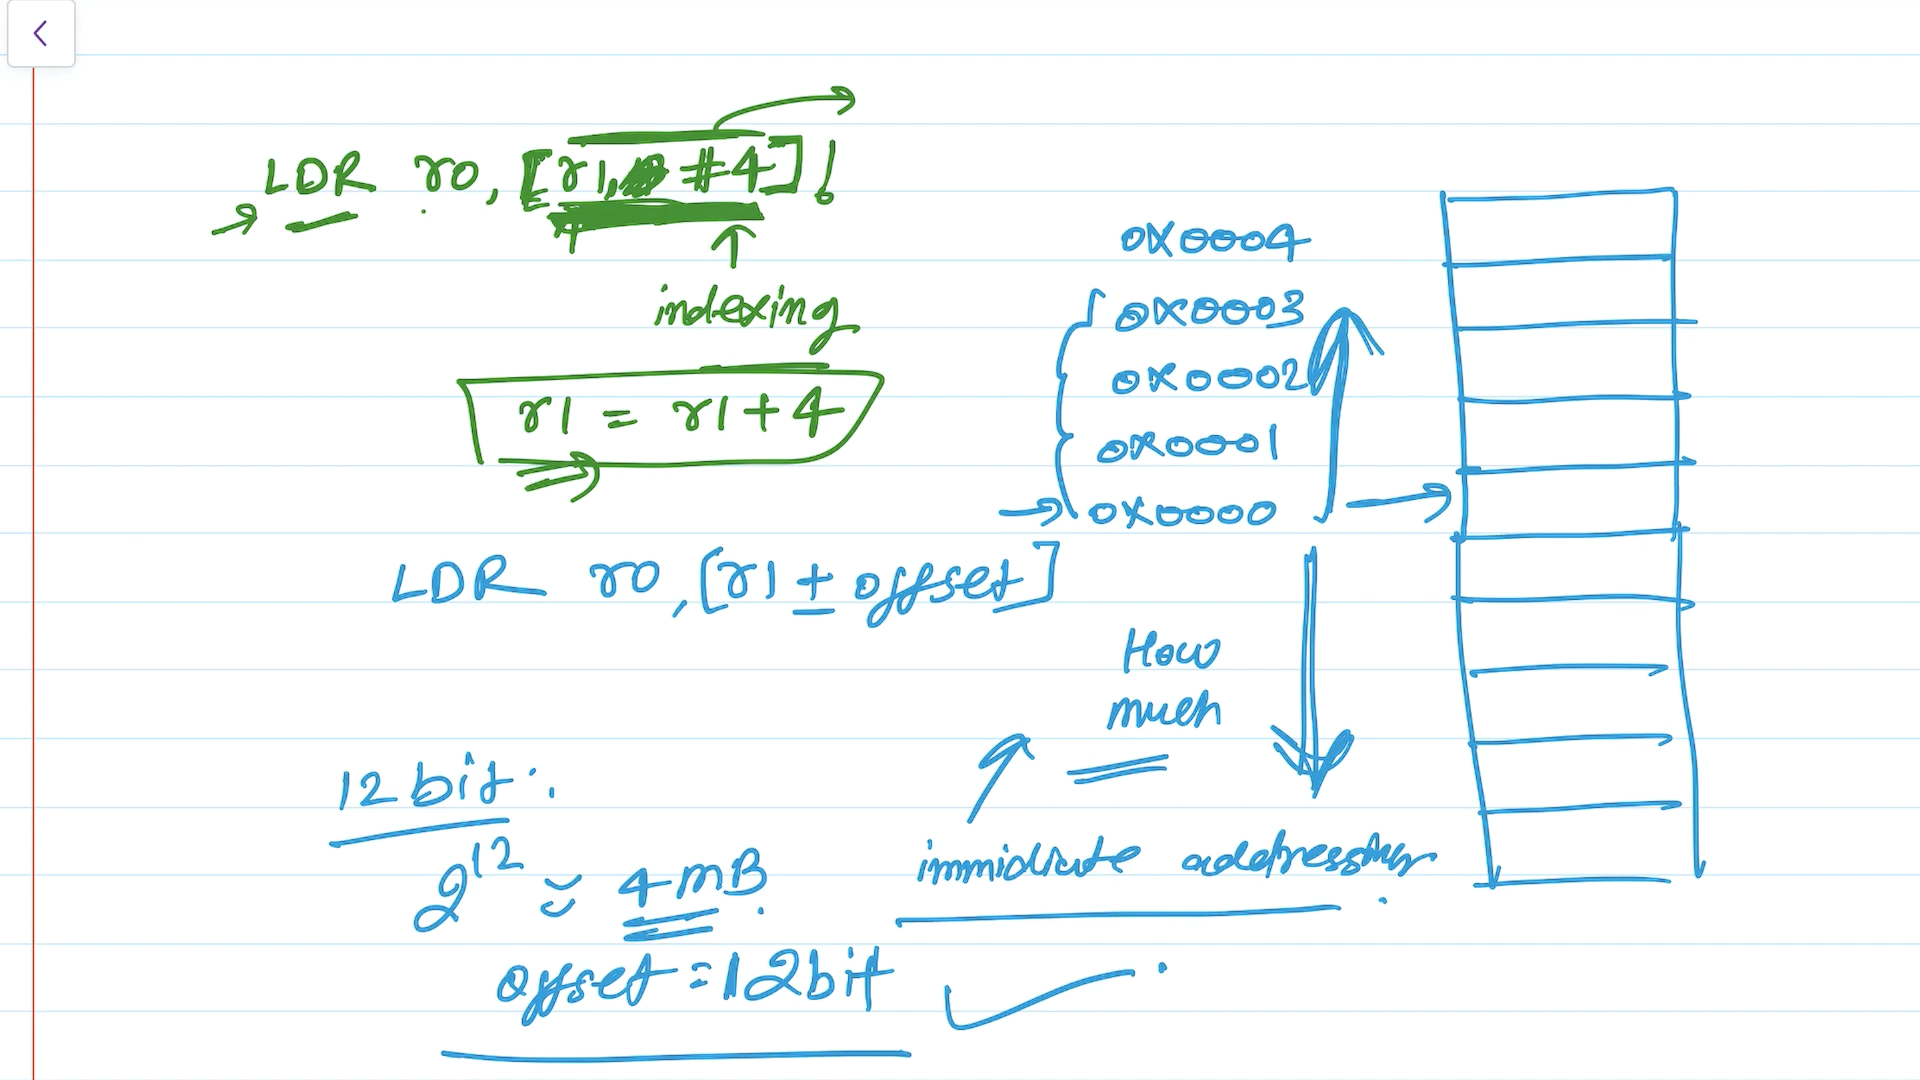 LDR r0, [r1, #4]!
indexing
r1 = r1 + 4
0x0004
0x0003
0x0002
0x0001
0x0000
LDR r0, [r1 ± offset]
How
much
immidiate addressing
12 bit :
2^12 ≈ 4 mB
offset = 12 bit